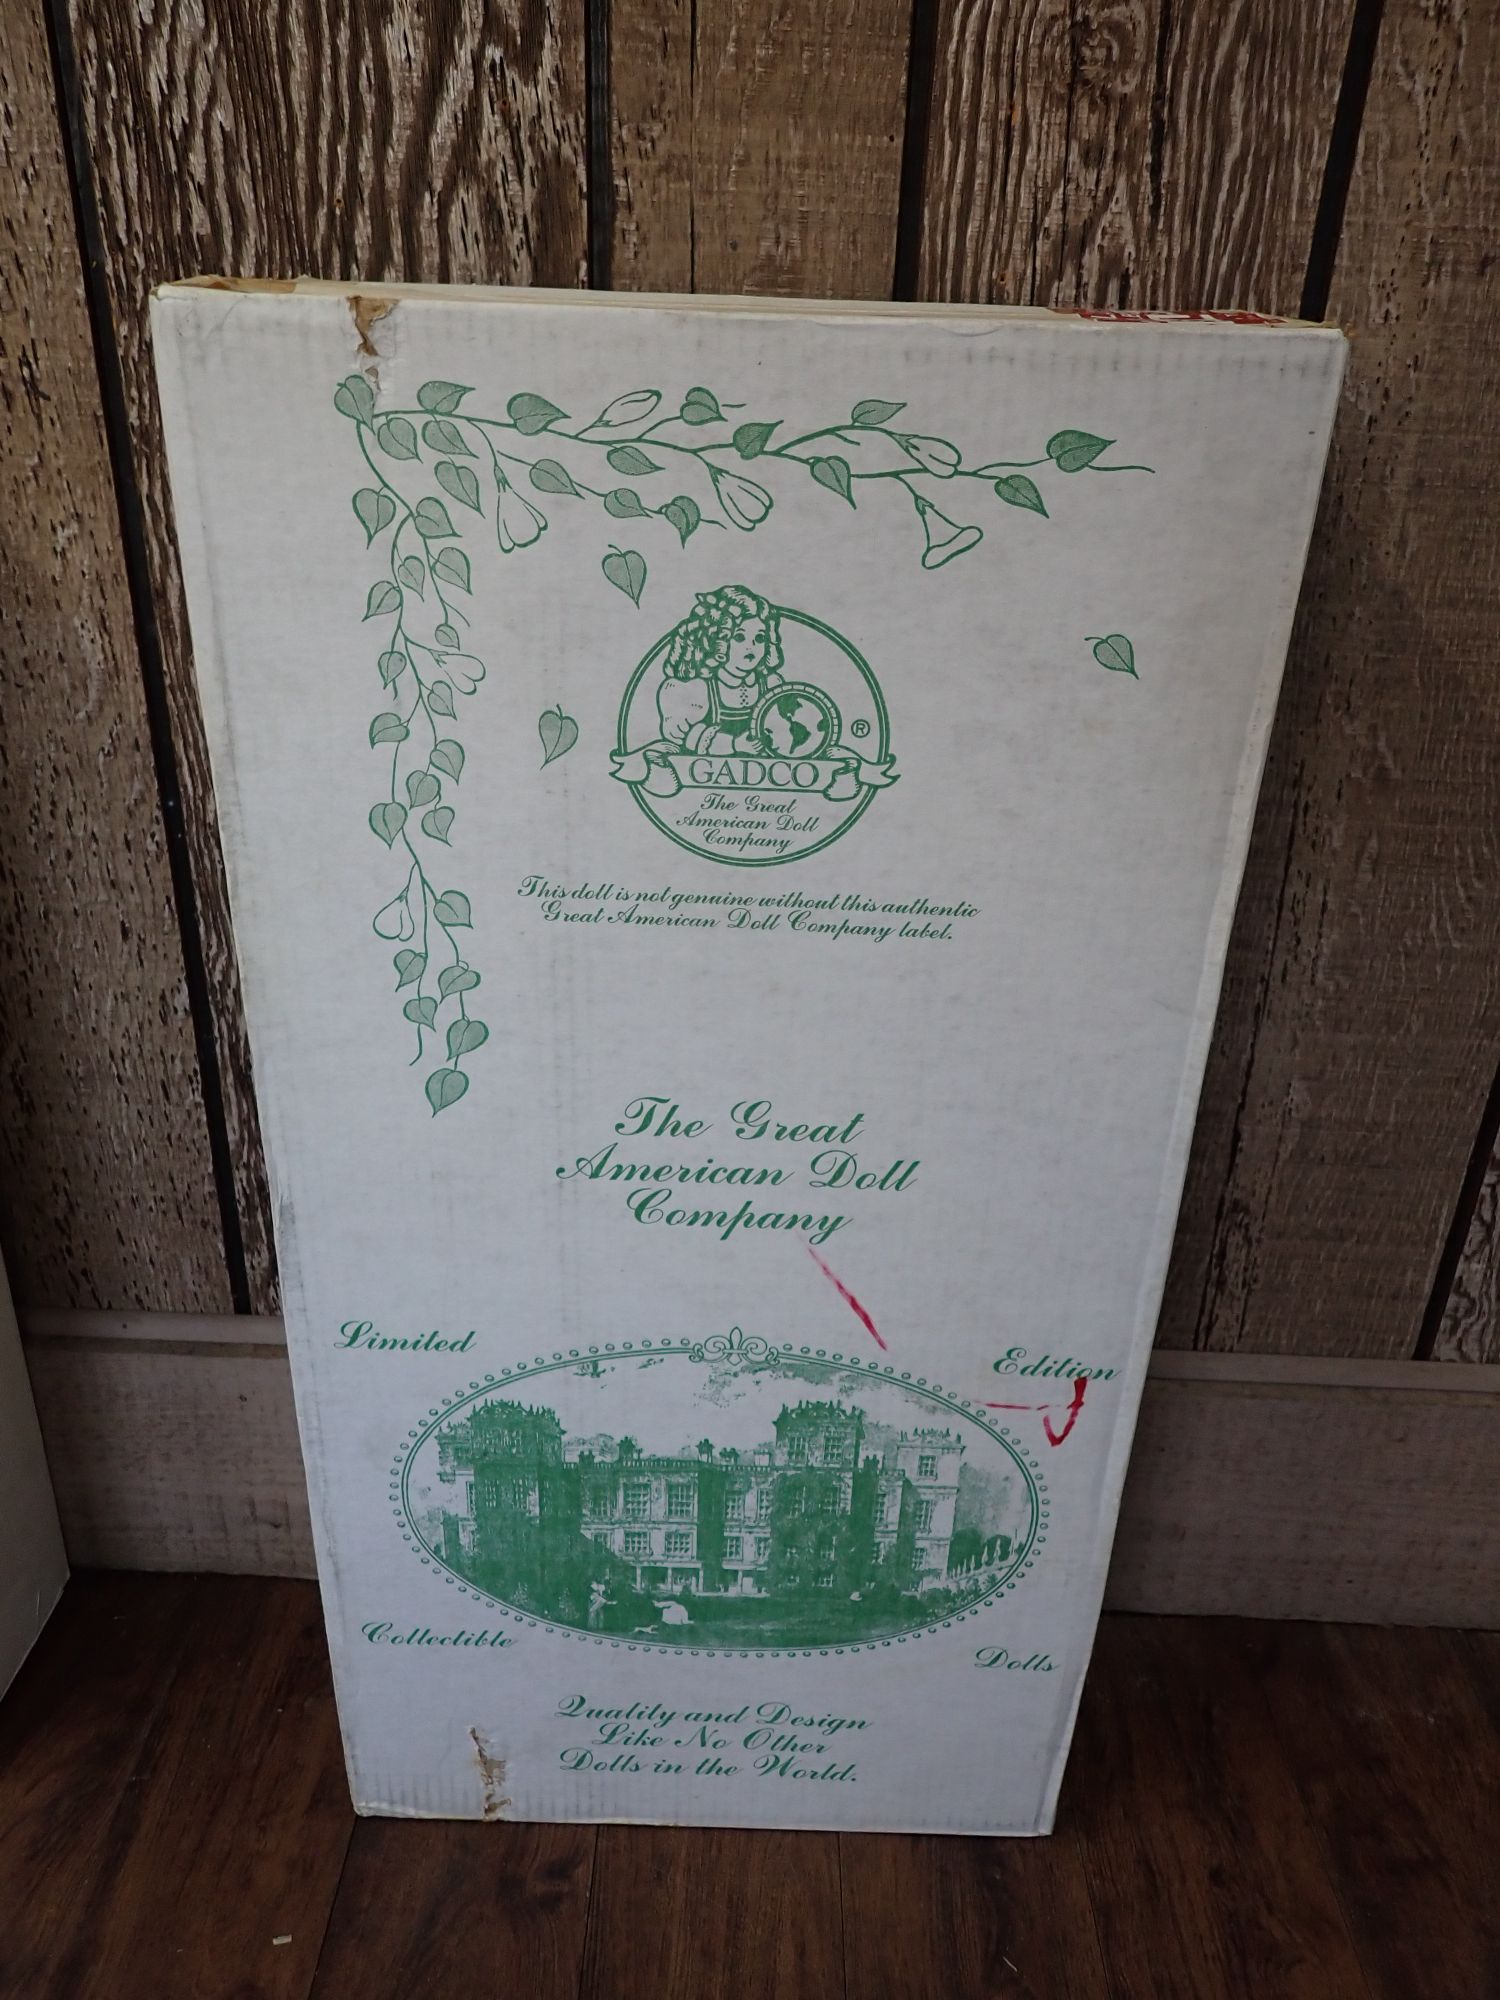 ®
GADCO
The Great
American Doll
Company
This doll is not genuine without this authentic
Great American Doll Company label.
The Great
American Doll
Company
Limited
Edition
Collectible
Dolls
Quality and Design
Like No Other
Dolls in the World.